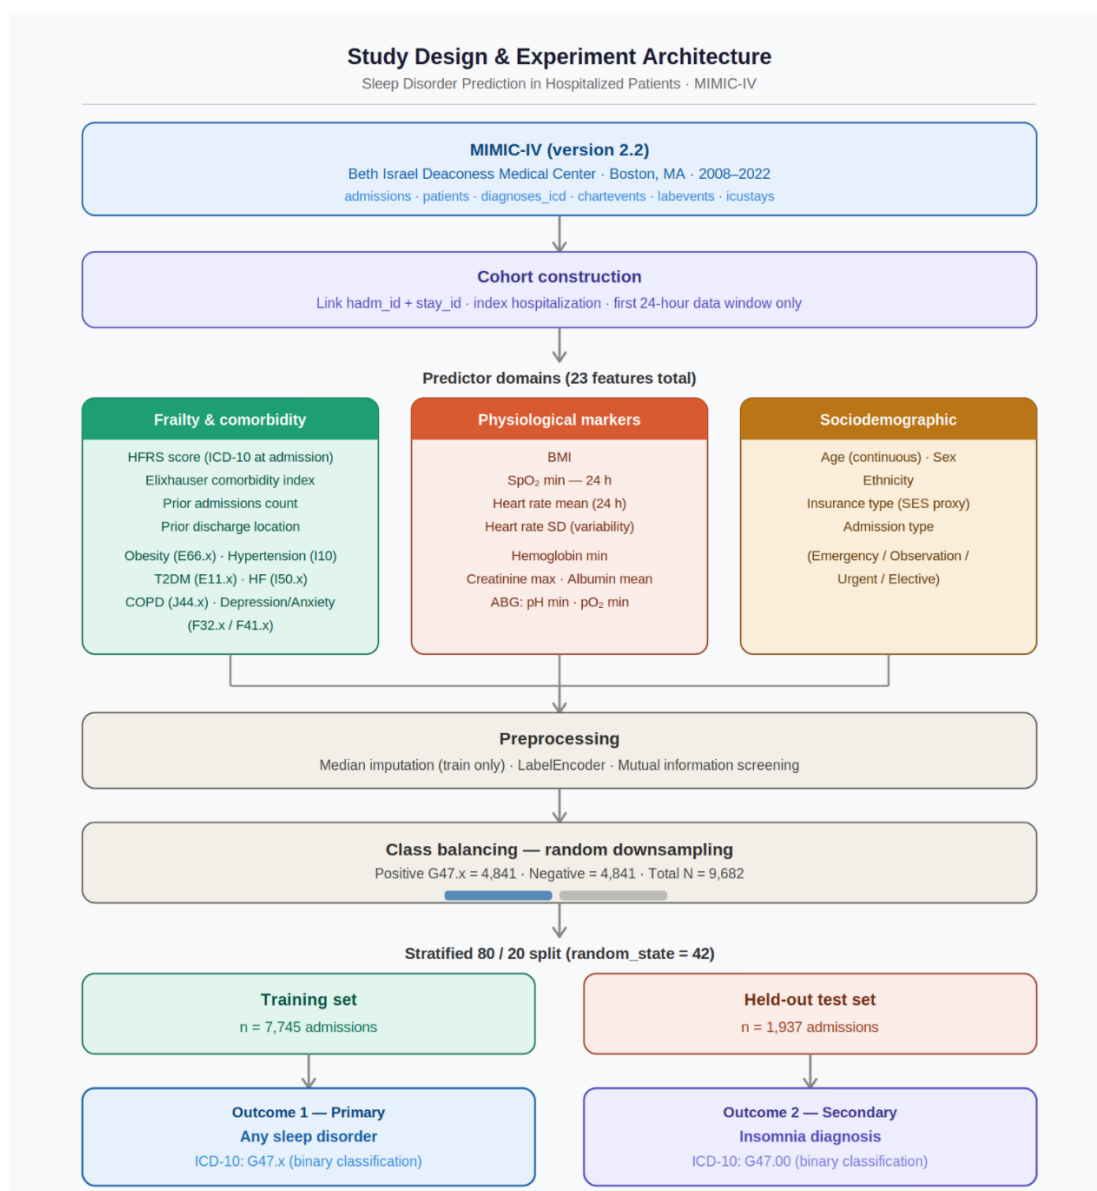 Study Design & Experiment Architecture
Sleep Disorder Prediction in Hospitalized Patients · MIMIC-IV
MIMIC-IV (version 2.2)
Beth Israel Deaconess Medical Center · Boston, MA · 2008–2022
admissions · patients · diagnoses_icd · chartevents · labevents · icustays
Cohort construction
Link hadm_id + stay_id · index hospitalization · first 24-hour data window only
Predictor domains (23 features total)
Frailty & comorbidity
HFRS score (ICD-10 at admission)
Elixhauser comorbidity index
Prior admissions count
Prior discharge location
Obesity (E66.x) · Hypertension (I10)
T2DM (E11.x) · HF (I50.x)
COPD (J44.x) · Depression/Anxiety
(F32.x / F41.x)
Physiological markers
BMI
SpO₂ min — 24 h
Heart rate mean (24 h)
Heart rate SD (variability)
Hemoglobin min
Creatinine max · Albumin mean
ABG: pH min · pO₂ min
Sociodemographic
Age (continuous) · Sex
Ethnicity
Insurance type (SES proxy)
Admission type
(Emergency / Observation /
Urgent / Elective)
Preprocessing
Median imputation (train only) · LabelEncoder · Mutual information screening
Class balancing — random downsampling
Positive G47.x = 4,841 · Negative = 4,841 · Total N = 9,682
Stratified 80 / 20 split (random_state = 42)
Training set
n = 7,745 admissions
Held-out test set
n = 1,937 admissions
Outcome 1 — Primary
Any sleep disorder
ICD-10: G47.x (binary classification)
Outcome 2 — Secondary
Insomnia diagnosis
ICD-10: G47.00 (binary classification)